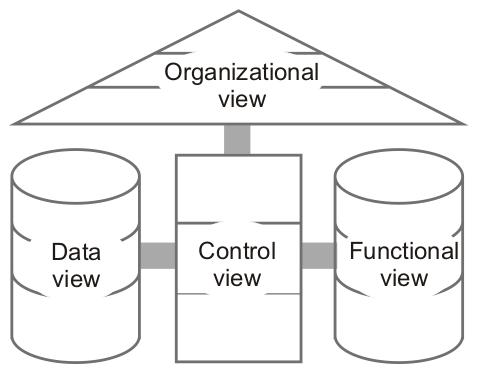 Organizational
view
Data
view
Control
view
Functional
view